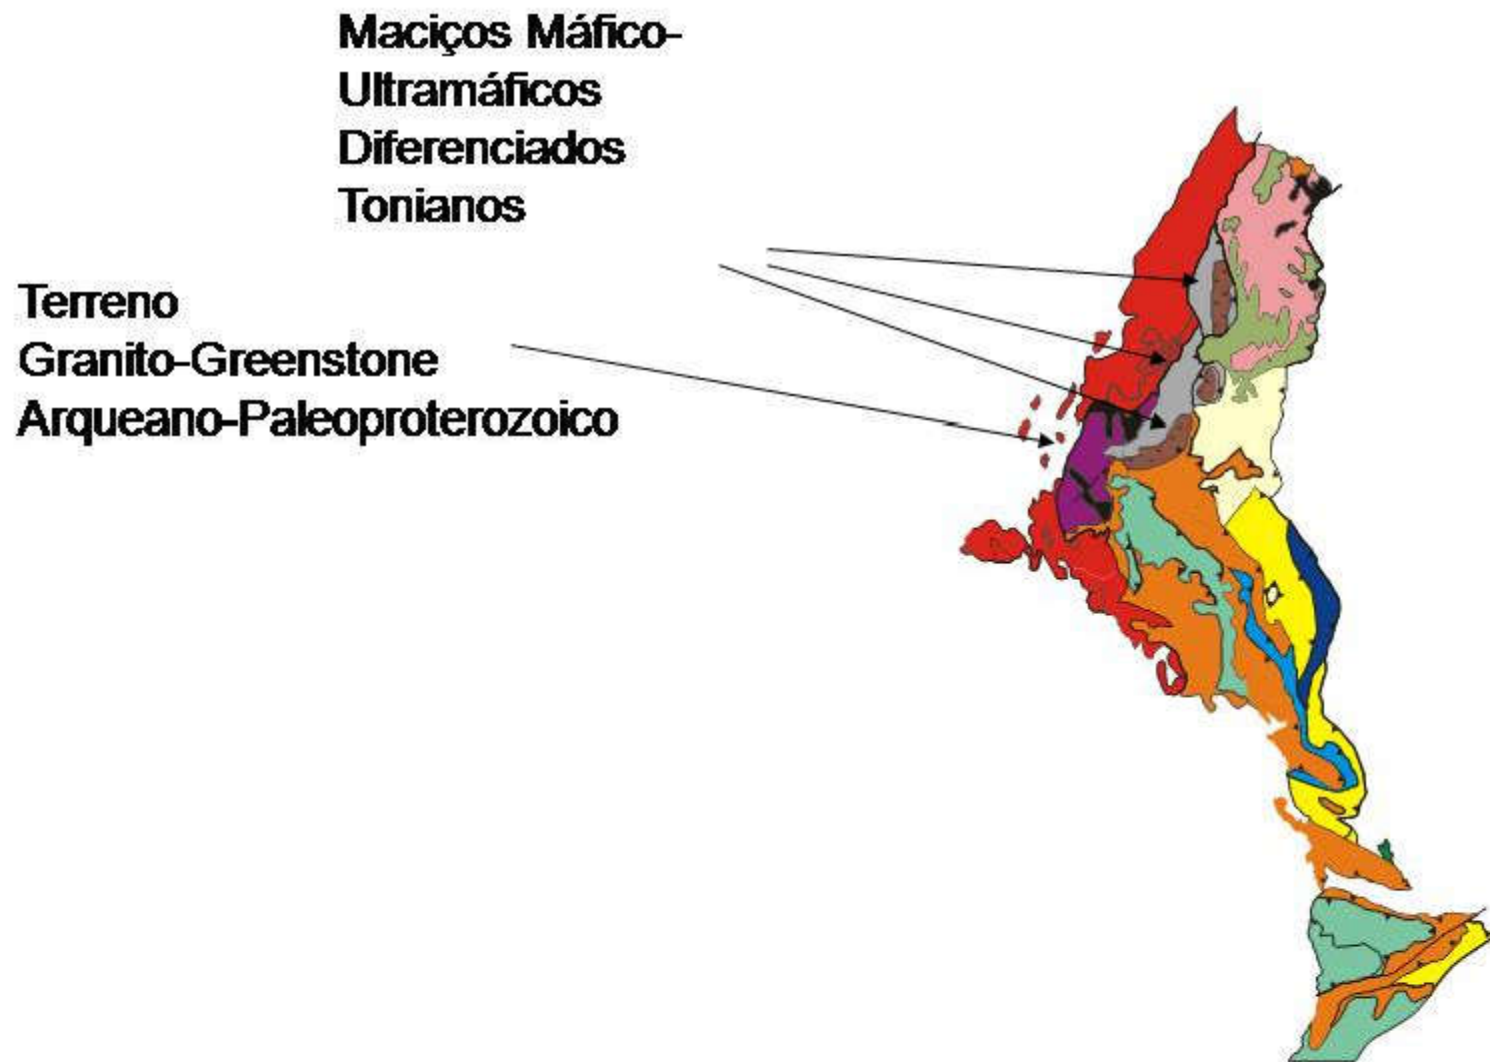 Maciços Máfico-
Ultramáficos
Diferenciados
Tonianos
Terreno
Granito-Greenstone
Arqueano-Paleoproterozoico